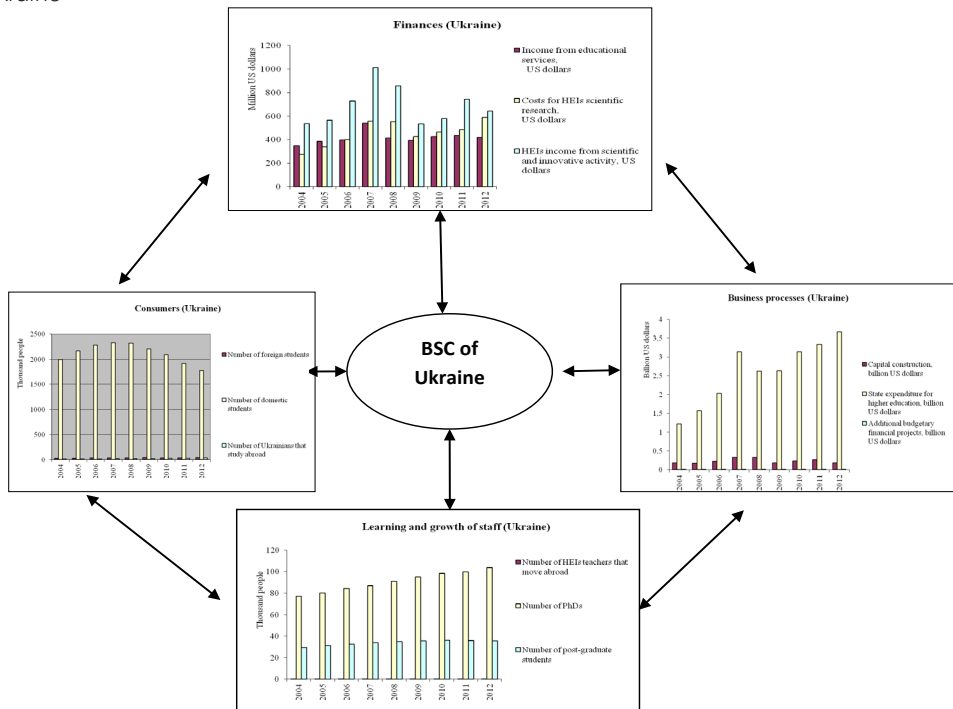 Finances (Ukraine)
Million US dollars
1200
1000
800
600
400
200
0
2004
2005
2006
2007
2008
2009
2010
2011
2012
Income from educational
services,
US dollars
Costs for HEIs scientific
research,
US dollars
HEIs income from scientific
and innovative activity, US
dollars
Consumers (Ukraine)
Thousand people
2500
2000
1500
1000
500
0
2004
2005
2006
2007
2008
2009
2010
2011
2012
Number of foreign students
Number of domestic
students
Number of Ukrainians that
study abroad
BSC of
Ukraine
Business processes (Ukraine)
Billion US dollars
4
3,5
3
2,5
2
1,5
1
0,5
0
2004
2005
2006
2007
2008
2009
2010
2011
2012
Capital construction,
billion US dollars
State expenditure for
higher education, billion
US dollars
Additional budgetary
financial projects, billion
US dollars
Learning and growth of staff (Ukraine)
Thousand people
120
100
80
60
40
20
0
2004
2005
2006
2007
2008
2009
2010
2011
2012
Number of HEIs teachers that
move abroad
Number of PhDs
Number of post-graduate
students